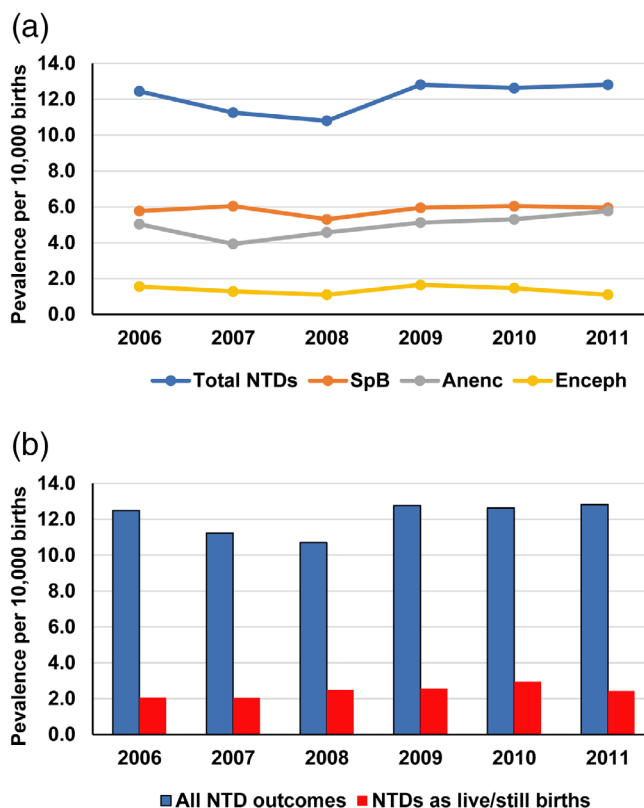 (a)
Pevalence per 10,000 births
14.0
12.0
10.0
8.0
6.0
4.0
2.0
0.0
2006 2007 2008 2009 2010 2011
Total NTDs SpB Anenc Enceph
(b)
Pevalence per 10,000 births
14.0
12.0
10.0
8.0
6.0
4.0
2.0
0.0
2006 2007 2008 2009 2010 2011
All NTD outcomes NTDs as live/still births